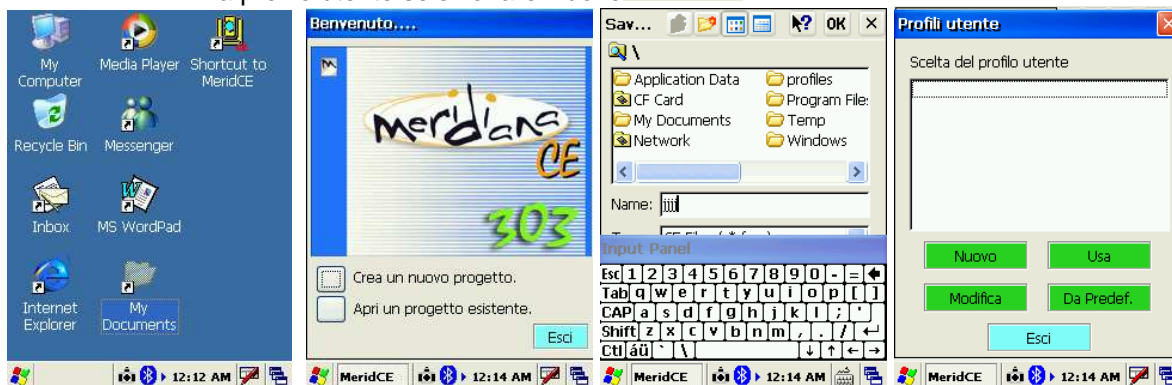 My Computer
Media Player
Shortcut to MeridCE
Recycle Bin
Messenger
Inbox
MS WordPad
Internet Explorer
My Documents
12:12 AM
Benvenuto....
Meridiana
CE
303
Crea un nuovo progetto.
Apri un progetto esistente.
Esci
MeridCE
12:14 AM
Sav...
OK
\
Application Data
profiles
CF Card
Program File
My Documents
Temp
Network
Windows
Name: jjjj
Input Panel
Esc 1 2 3 4 5 6 7 8 9 0 - =
Tab q w e r t y u i o p [ ]
CAP a s d f g h j k l ; '
Shift z x c v b n m , . /
Ctl áü ` \
MeridCE
12:14 AM
Profili utente
Scelta del profilo utente
Nuovo
Usa
Modifica
Da Predef.
Esci
MeridCE
12:14 AM